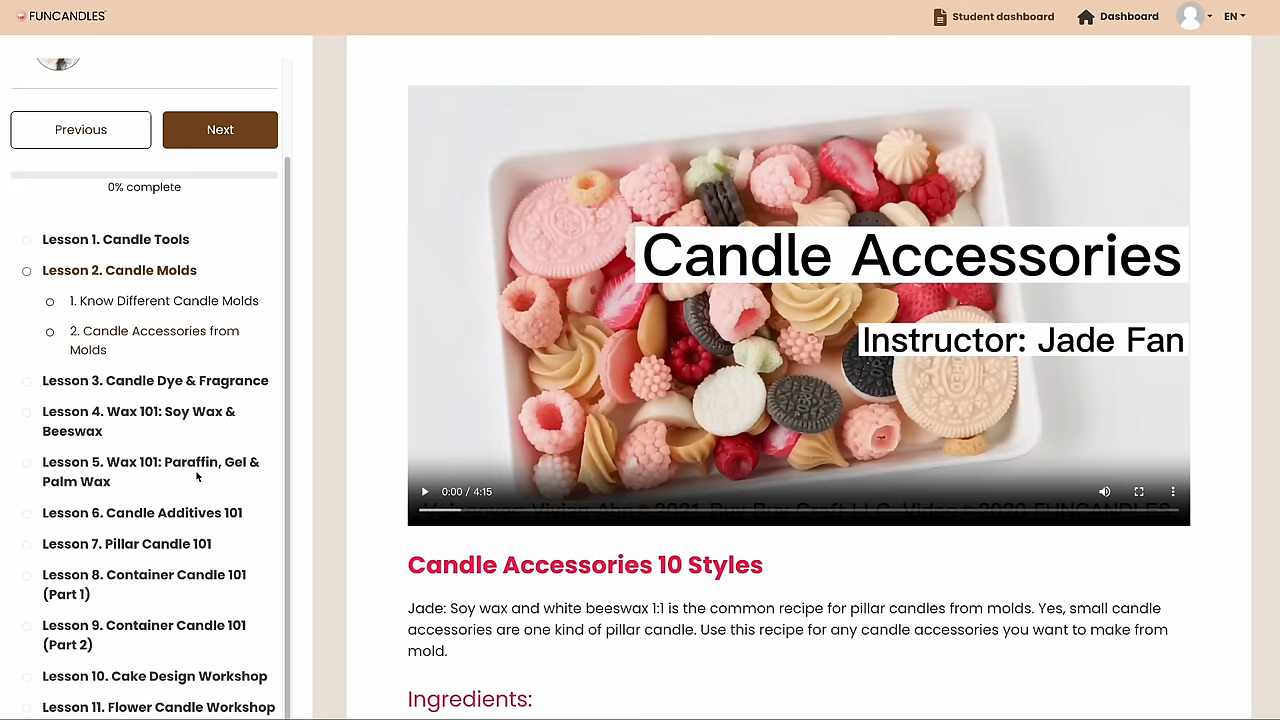 FUNCANDLES
Student dashboard
Dashboard
EN
Previous
Next
0% complete
Lesson 1. Candle Tools
Lesson 2. Candle Molds
1. Know Different Candle Molds
2. Candle Accessories from
Molds
Lesson 3. Candle Dye & Fragrance
Lesson 4. Wax 101: Soy Wax &
Beeswax
Lesson 5. Wax 101: Paraffin, Gel &
Palm Wax
Lesson 6. Candle Additives 101
Lesson 7. Pillar Candle 101
Lesson 8. Container Candle 101
(Part 1)
Lesson 9. Container Candle 101
(Part 2)
Lesson 10. Cake Design Workshop
Lesson 11. Flower Candle Workshop
Candle Accessories
Instructor: Jade Fan
0:00 / 4:15
Candle Accessories 10 Styles
Jade: Soy wax and white beeswax 1:1 is the common recipe for pillar candles from molds. Yes, small candle
accessories are one kind of pillar candle. Use this recipe for any candle accessories you want to make from
mold.
Ingredients: